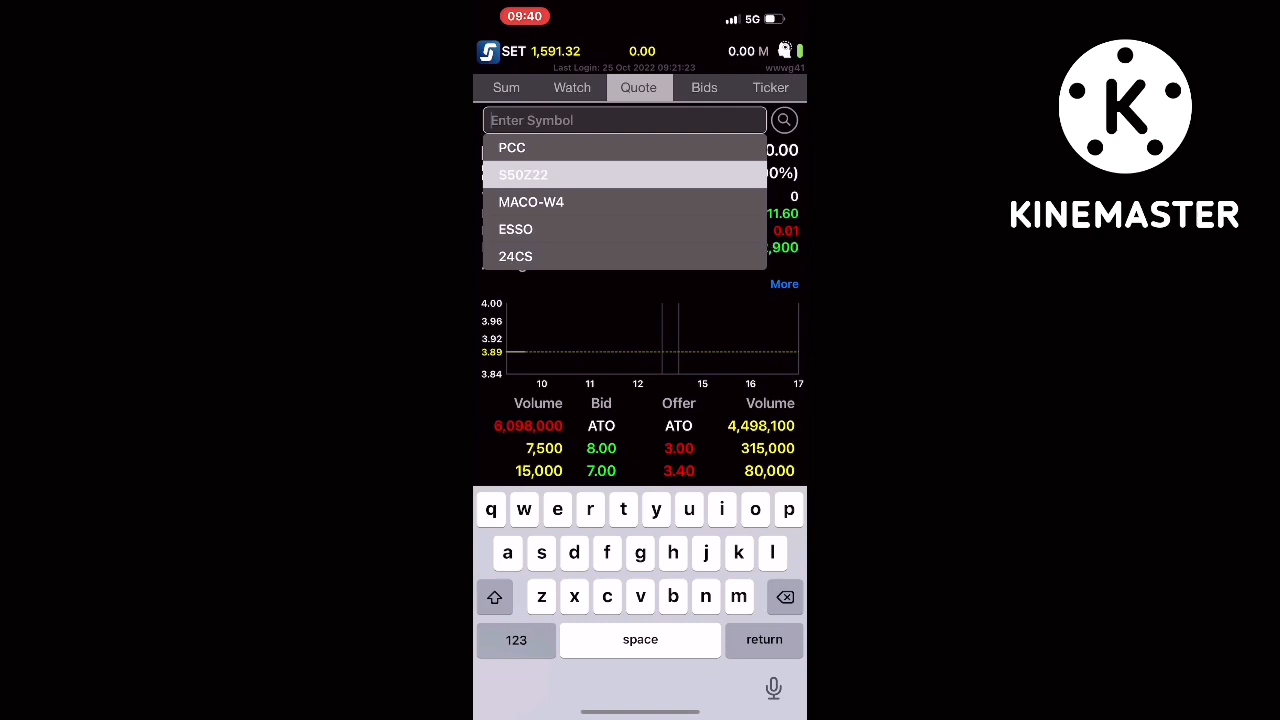 09:40
5G
SET 1,591.32 0.00 0.00 M
Last Login: 25 Oct 2022 09:21:23 wwwg41
Sum Watch Quote Bids Ticker
Enter Symbol
PCC 0.00
S50Z22 0%)
MACO-W4 0
11.60
ESSO 0.01
,900
24CS
More
4.00
3.96
3.92
3.89
3.84
10 11 12 15 16 17
Volume Bid Offer Volume
6,098,000 ATO ATO 4,498,100
7,500 8.00 3.00 315,000
15,000 7.00 3.40 80,000
q w e r t y u i o p
a s d f g h j k l
z x c v b n m
123 space return
K
KINEMASTER